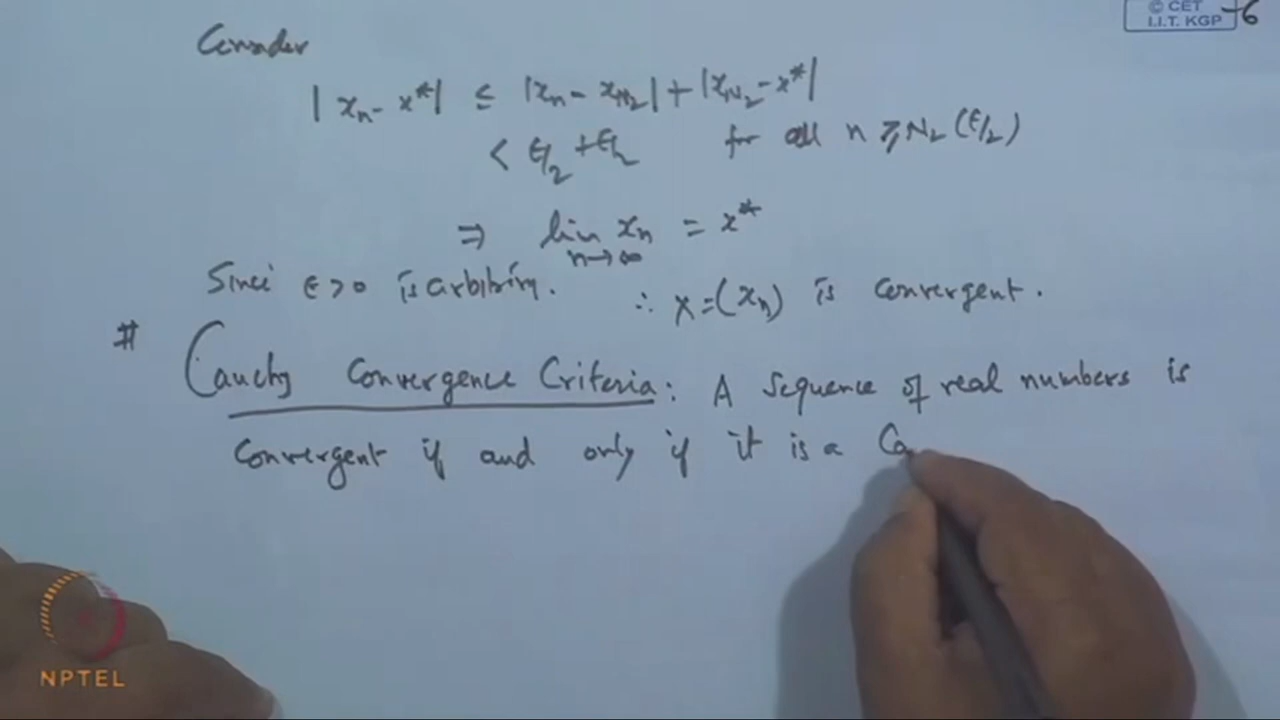 © CET
I.I.T. KGP -6
Consider
| xn - x* | ≤ |xn - xN2| + |xN2 - x*|
< ε/2 + ε/2 for all n ≥ N2 (ε/2)
⇒ lim xn = x*
n→∞
Since ε > 0 is arbitrary. ∴ X = (xn) is convergent.
# Cauchy Convergence Criteria : A sequence of real numbers is
Convergent if and only if it is a Ca
NPTEL